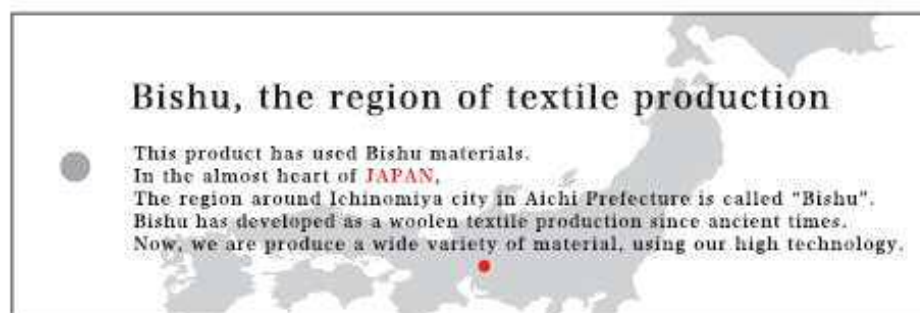 Bishu, the region of textile production
This product has used Bishu materials.
In the almost heart of JAPAN,
The region around Ichinomiya city in Aichi Prefecture is called "Bishu".
Bishu has developed as a woolen textile production since ancient times.
Now, we are produce a wide variety of material, using our high technology.